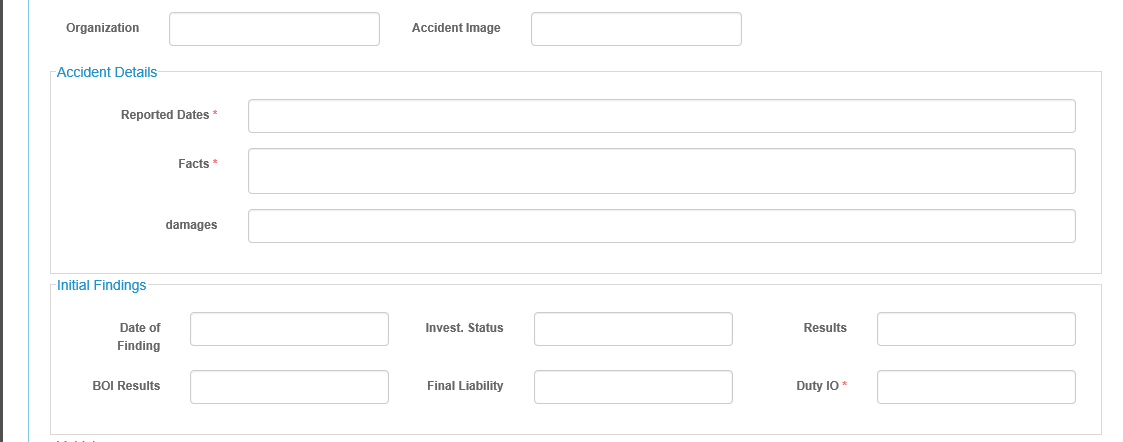 Organization Accident Image
Accident Details
Reported Dates *
Facts *
damages
Initial Findings
Date of Finding Invest. Status Results
BOI Results Final Liability Duty IO *